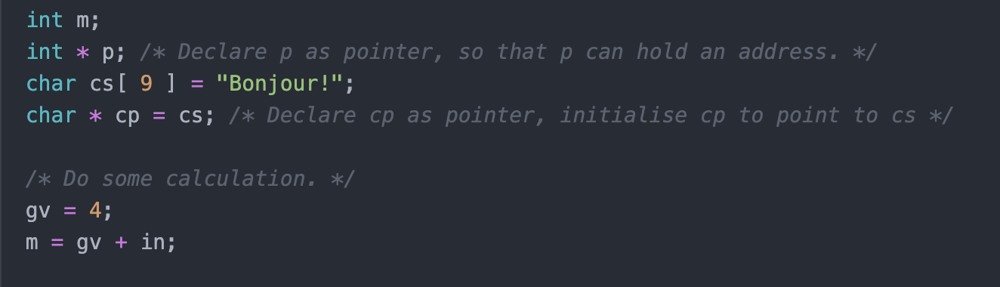 int m;
int * p; /* Declare p as pointer, so that p can hold an address. */
char cs[ 9 ] = "Bonjour!";
char * cp = cs; /* Declare cp as pointer, initialise cp to point to cs */
/* Do some calculation. */
gv = 4;
m = gv + in;